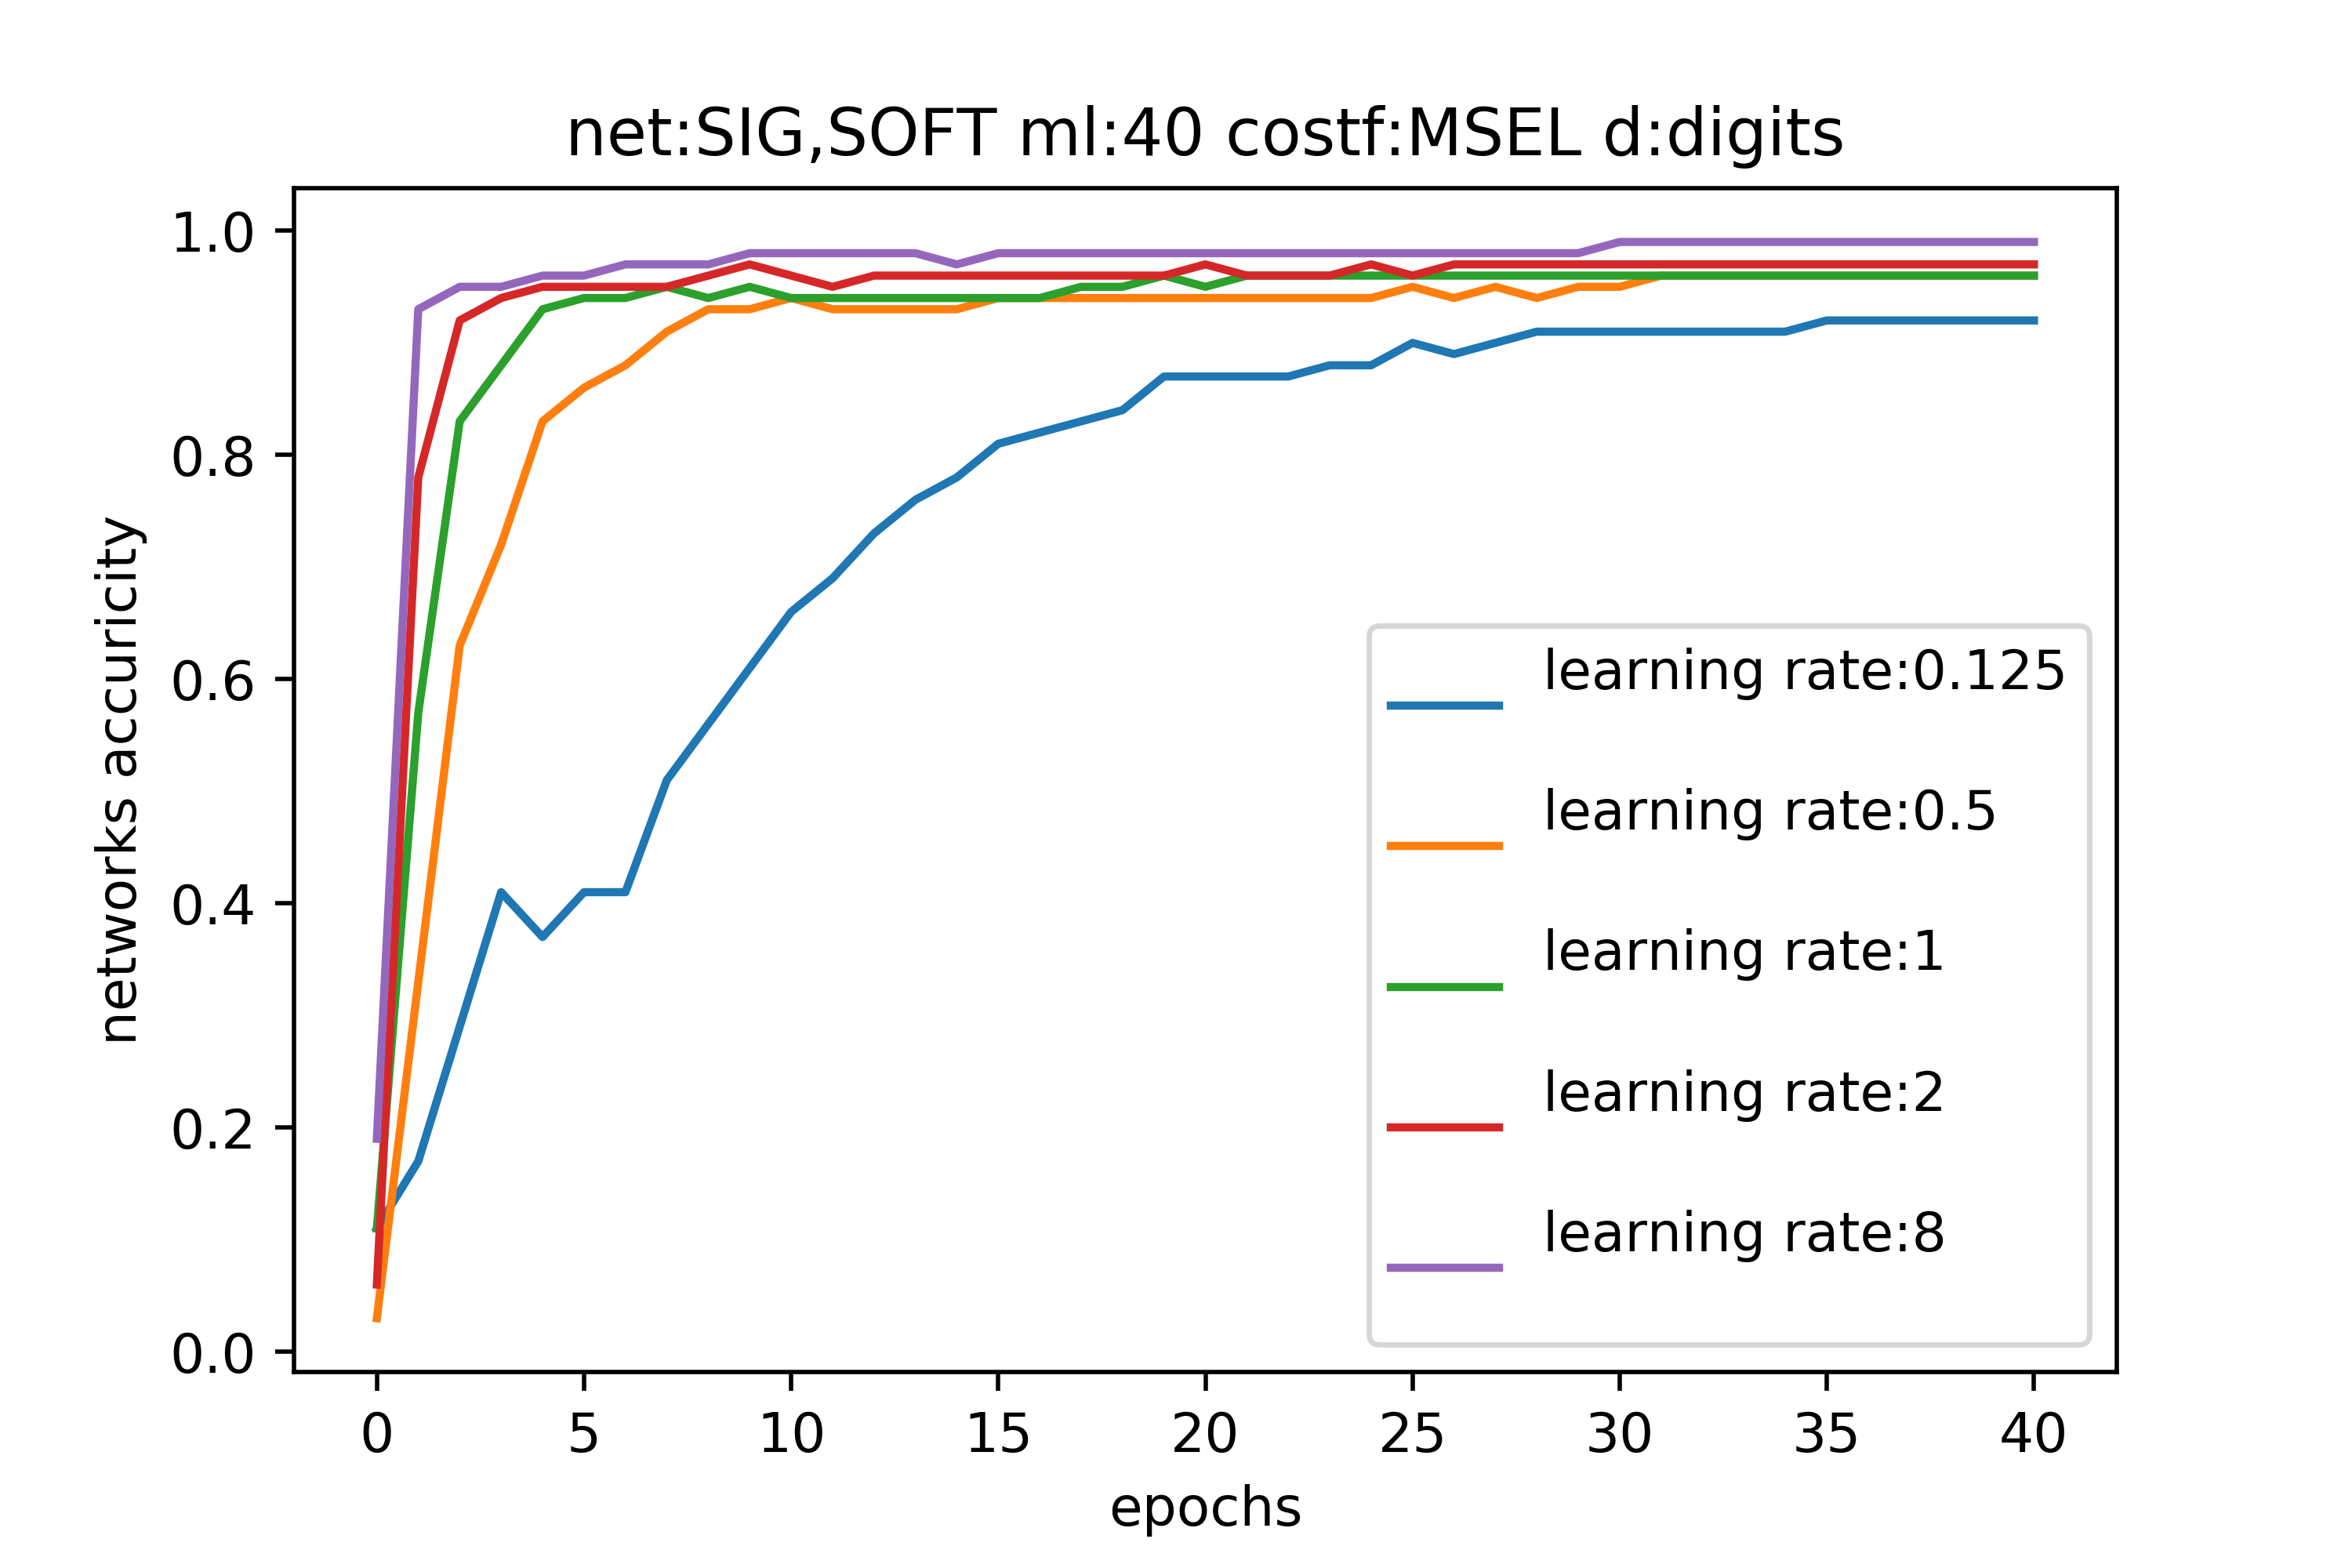 net:SIG,SOFT ml:40 costf:MSEL d:digits
networks accuricity
1.0
0.8
0.6
0.4
0.2
0.0
learning rate:0.125
learning rate:0.5
learning rate:1
learning rate:2
learning rate:8
0 5 10 15 20 25 30 35 40
epochs